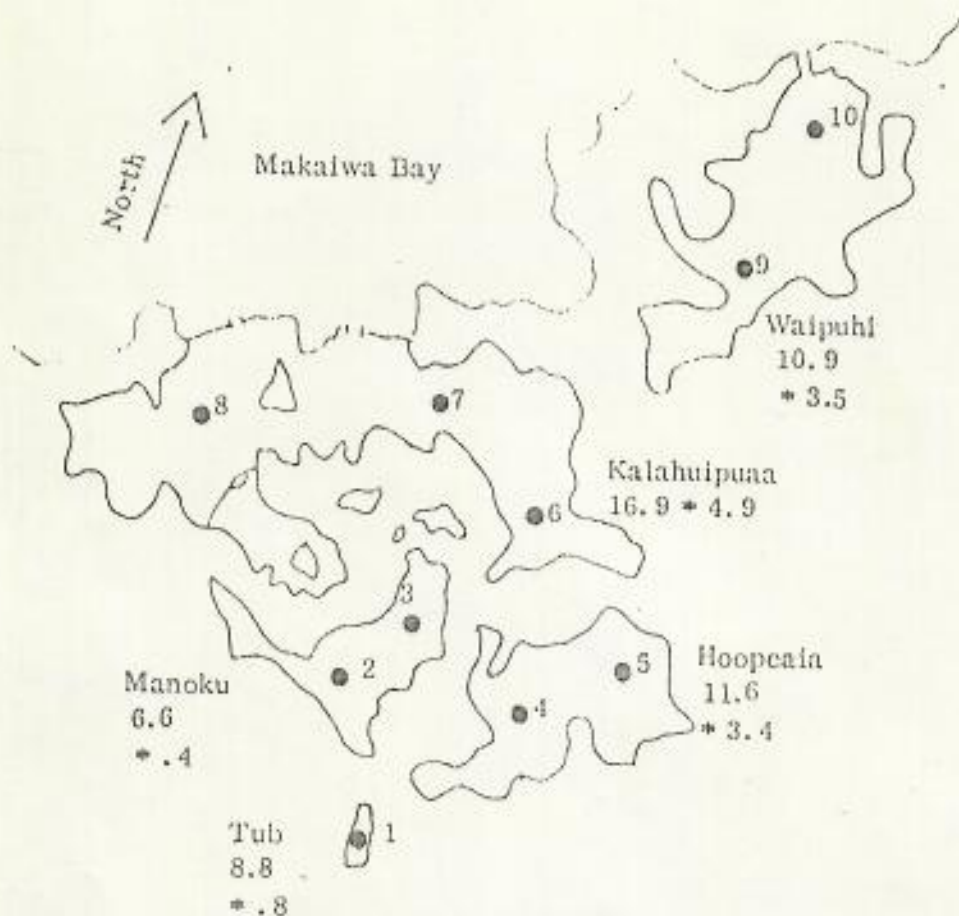 North
Makaiwa Bay
10
9
Waipuhi
10.9
* 3.5
8
7
Kalahuipuaa
16.9 * 4.9
6
3
2
Manoku
6.6
* .4
5
Hoopeaia
11.6
* 3.4
4
1
Tub
8.8
* .8